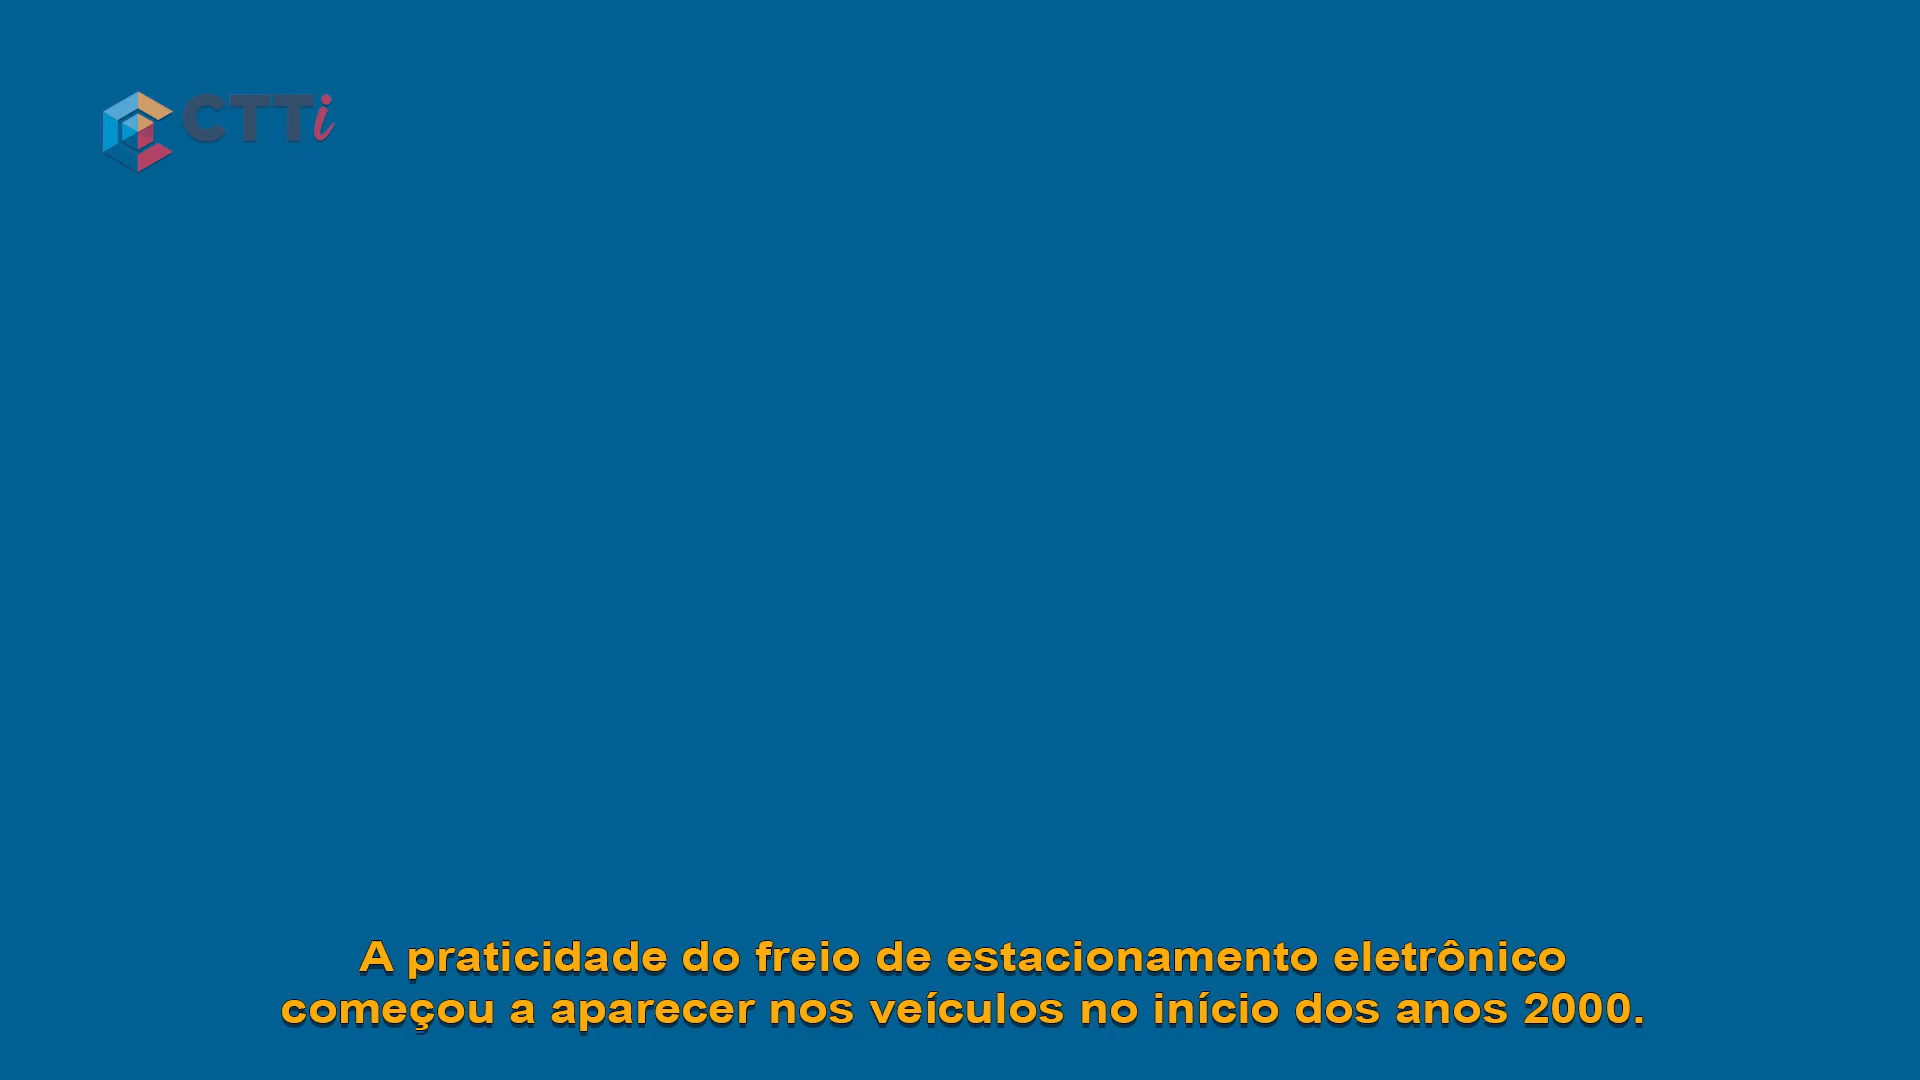 CTTi
A praticidade do freio de estacionamento eletrônico
começou a aparecer nos veículos no início dos anos 2000.